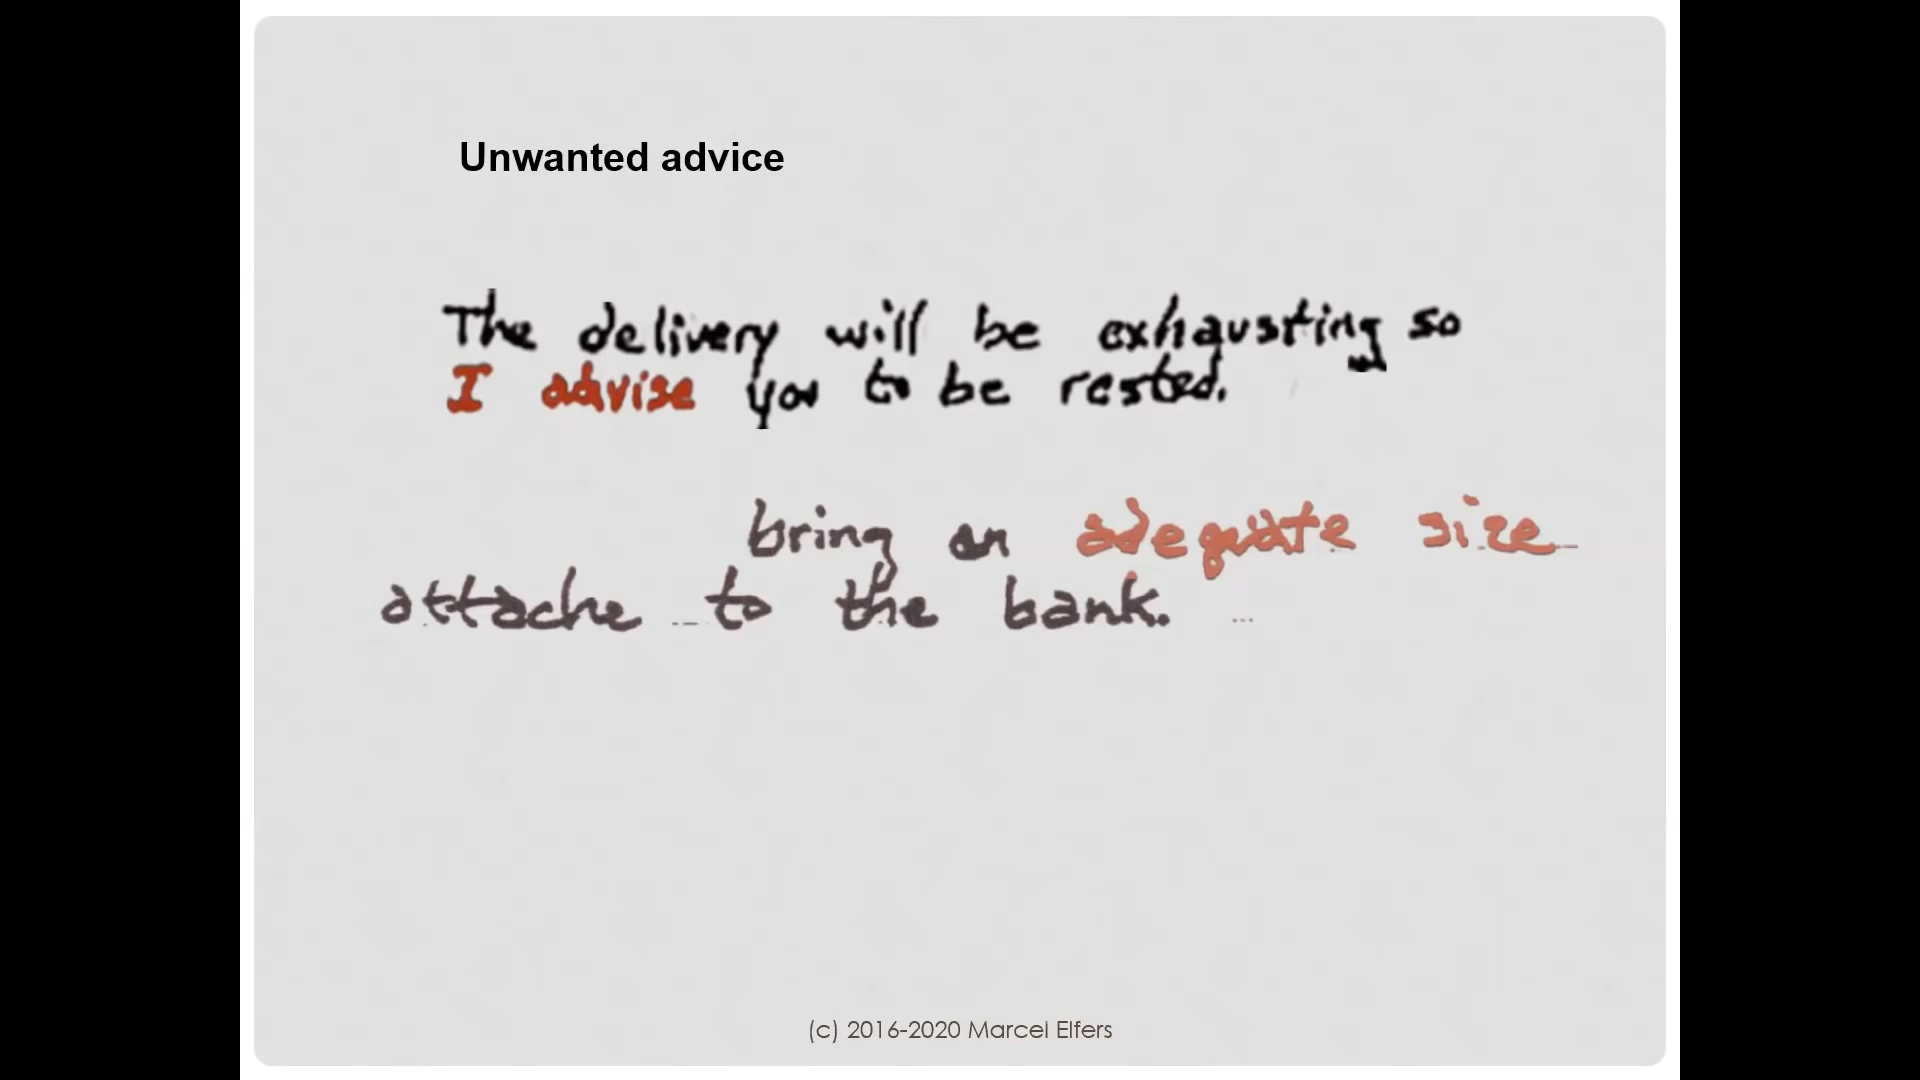 Unwanted advice
The delivery will be exhausting so
I advise you to be rested.
bring an adequate size
attache to the bank.
(c) 2016-2020 Marcel Elfers